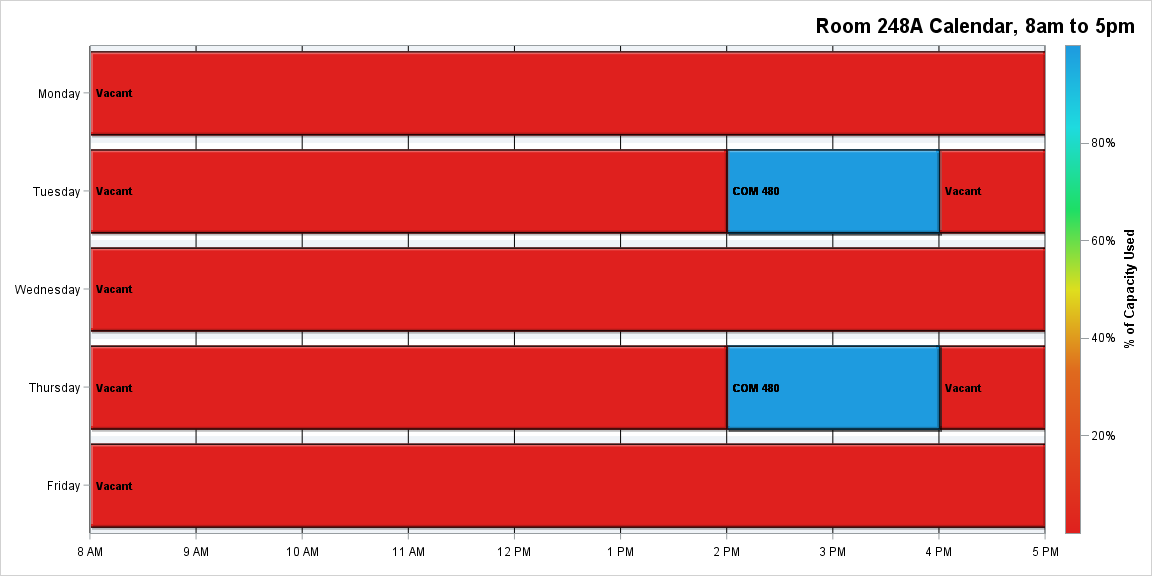 Room 248A Calendar, 8am to 5pm
Monday
Vacant
Tuesday
Vacant
COM 480
Vacant
Wednesday
Vacant
Thursday
Vacant
COM 480
Vacant
Friday
Vacant
8 AM
9 AM
10 AM
11 AM
12 PM
1 PM
2 PM
3 PM
4 PM
5 PM
80%
60%
40%
20%
% of Capacity Used